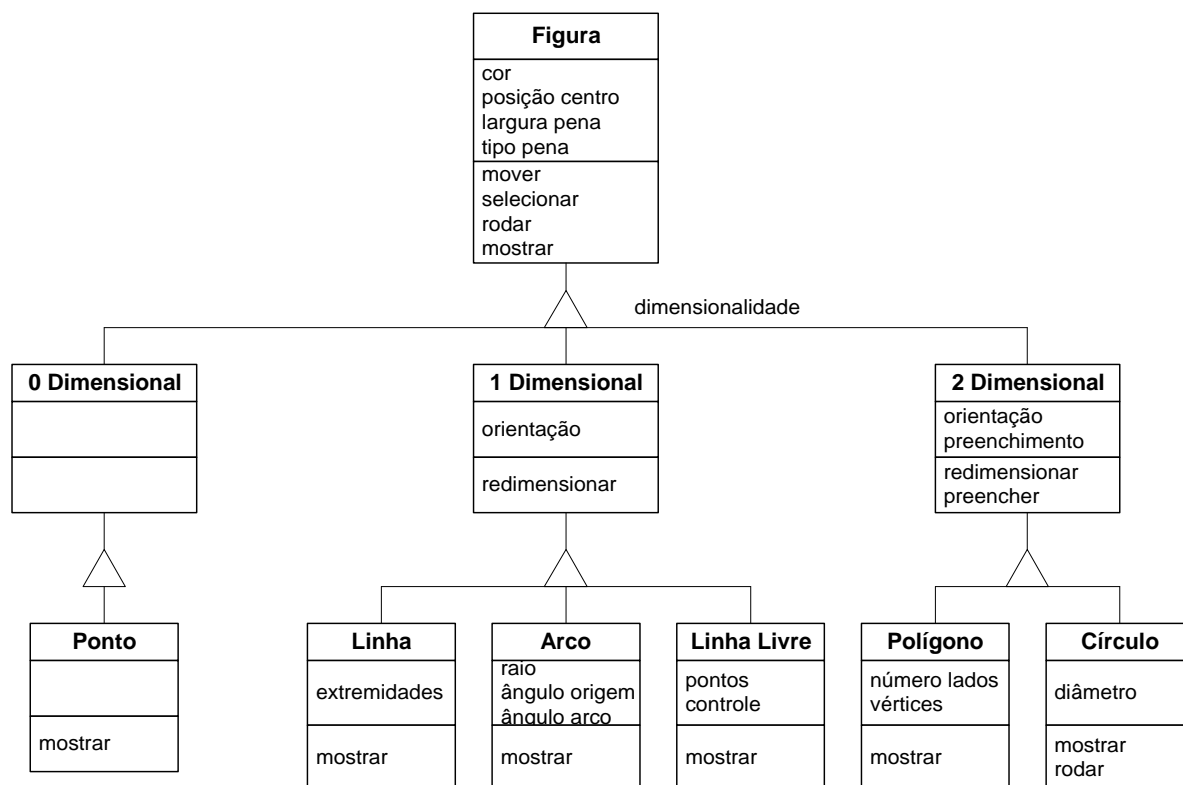 Figura
cor
posição centro
largura pena
tipo pena
mover
selecionar
rodar
mostrar
dimensionalidade
0 Dimensional
1 Dimensional
orientação
redimensionar
2 Dimensional
orientação
preenchimento
redimensionar
preencher
Ponto
mostrar
Linha
extremidades
mostrar
Arco
raio
ângulo origem
ângulo arco
mostrar
Linha Livre
pontos
controle
mostrar
Polígono
número lados
vértices
mostrar
Círculo
diâmetro
mostrar
rodar